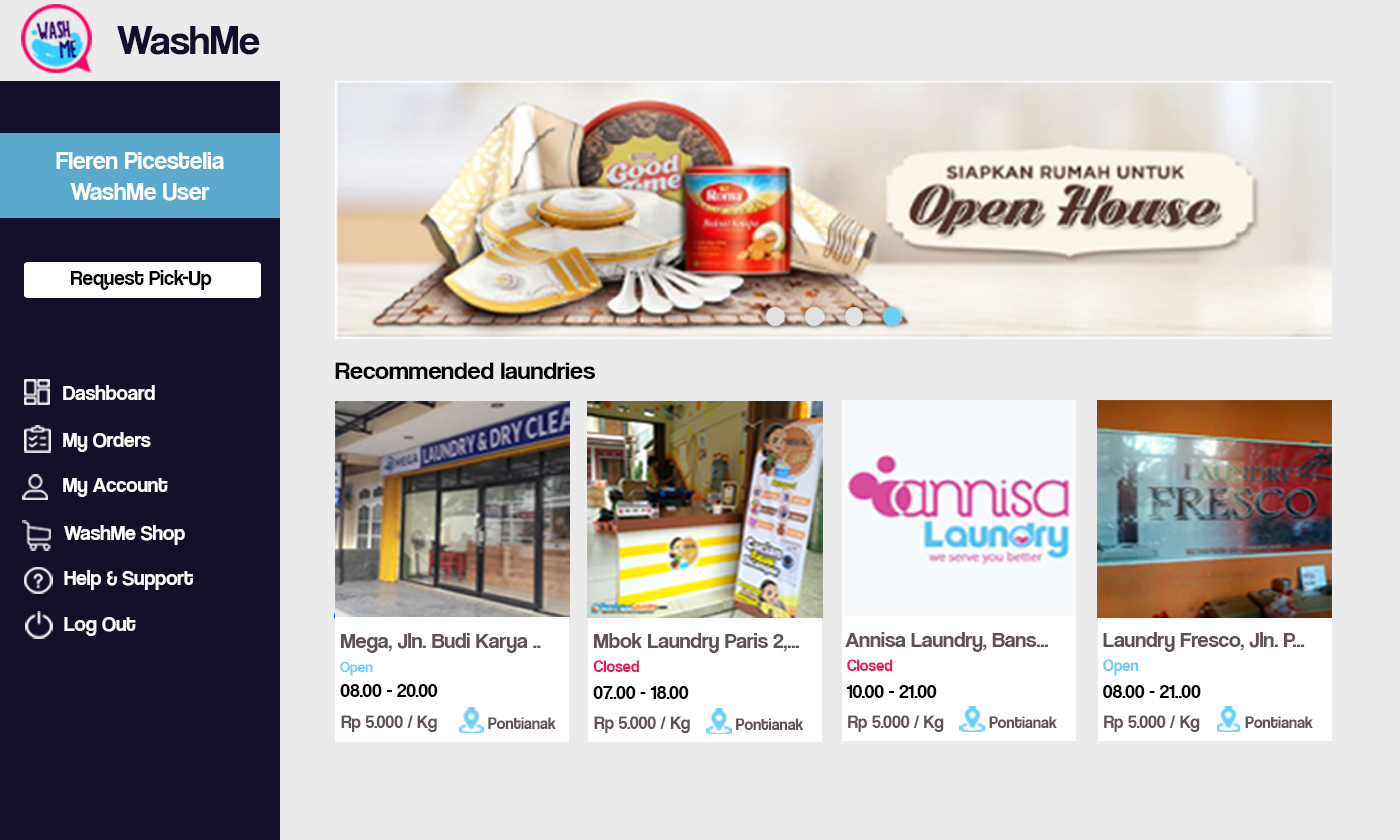 WASH
ME
WashMe
Fleren Picestelia
WashMe User
Request Pick-Up
Dashboard
My Orders
My Account
WashMe Shop
Help & Support
Log Out
Good
Time
Roma
SIAPKAN RUMAH UNTUK
Open House
Recommended laundries
MEGA LAUNDRY & DRY CLEA
Mega, Jln. Budi Karya ..
Open
08.00 - 20.00
Rp 5.000 / Kg
Pontianak
Mbok Laundry Paris 2,...
Closed
07..00 - 18.00
Rp 5.000 / Kg
Pontianak
annisa
Laundry
we serve you better
Annisa Laundry, Bans...
Closed
10.00 - 21.00
Rp 5.000 / Kg
Pontianak
LAUNDRY
FRESCO
Laundry Fresco, Jln. P...
Open
08.00 - 21..00
Rp 5.000 / Kg
Pontianak